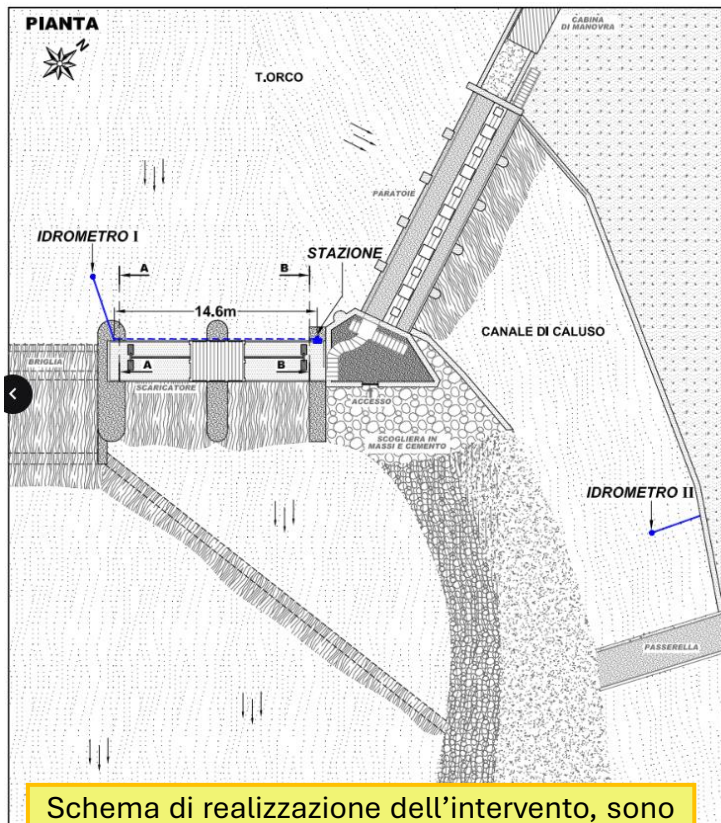 PIANTA
N
CABINA
DI MANOVRA
T.ORCO
PARATOIE
IDROMETRO I
STAZIONE
A
B
14.6m
CANALE DI CALUSO
BRIGLIA
A
B
SCARICATORE
ACCESSO
SCOGLIERA IN
MASSI E CEMENTO
IDROMETRO II
PASSERELLA
Schema di realizzazione dell'intervento, sono